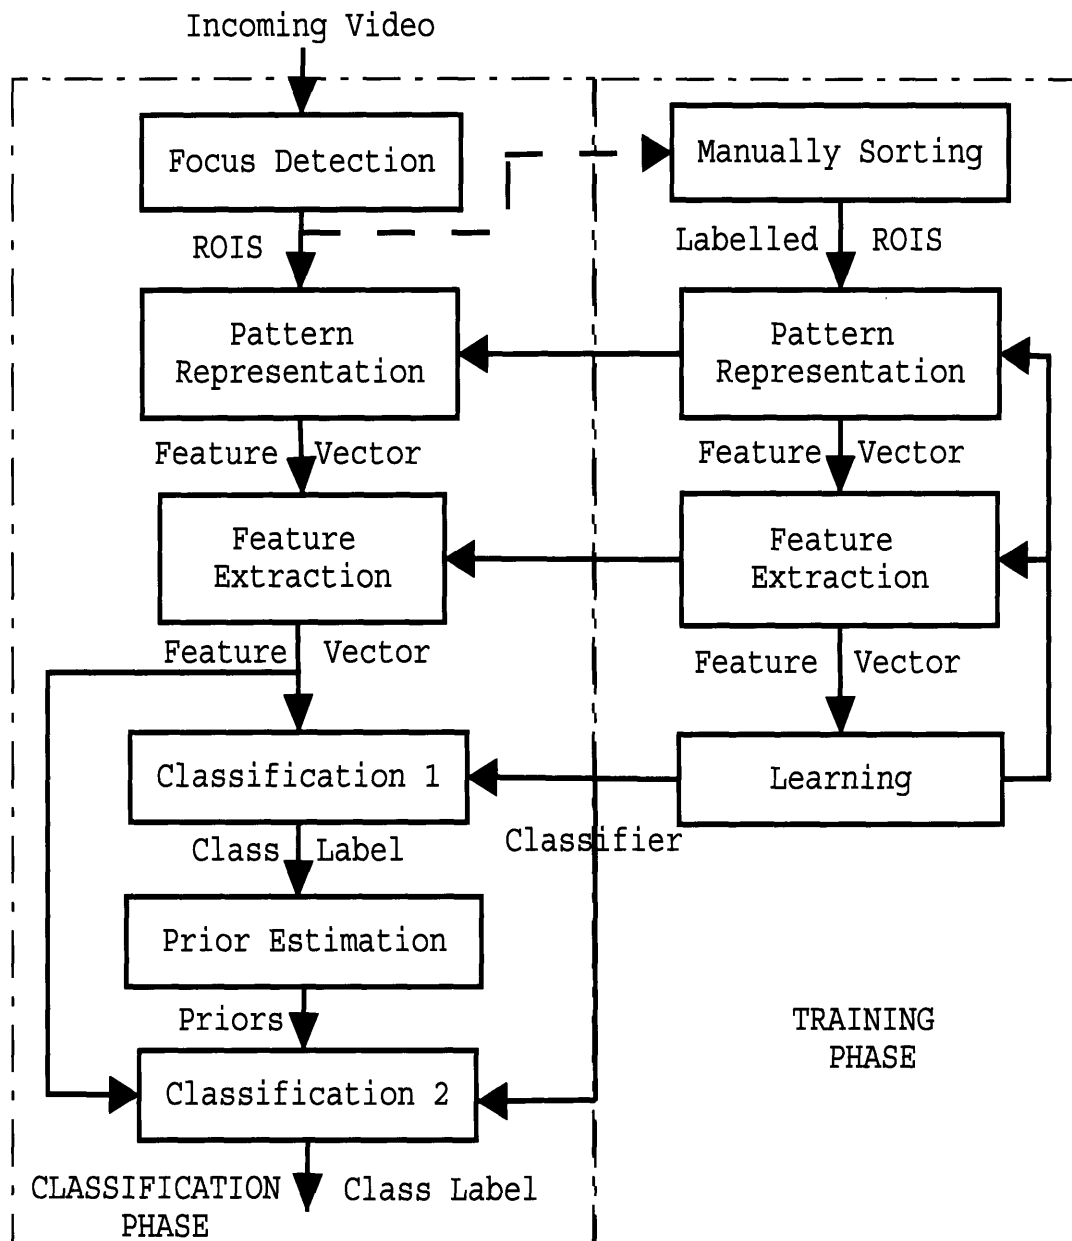 Incoming Video
Focus Detection
ROIS
Pattern
Representation
Feature Vector
Feature
Extraction
Feature Vector
Classification 1
Class Label
Prior Estimation
Priors
Classification 2
CLASSIFICATION
PHASE
Class Label
Manually Sorting
Labelled ROIS
Pattern
Representation
Feature Vector
Feature
Extraction
Feature Vector
Learning
Classifier
TRAINING
PHASE